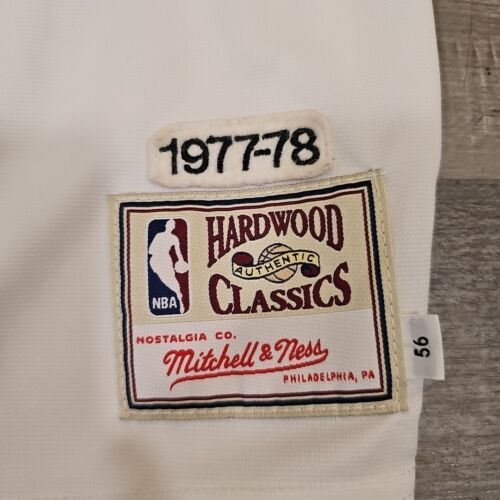 1977-78
HARDWOOD
AUTHENTIC
CLASSICS
NBA
NOSTALGIA CO.
Mitchell & Ness
PHILADELPHIA, PA
56